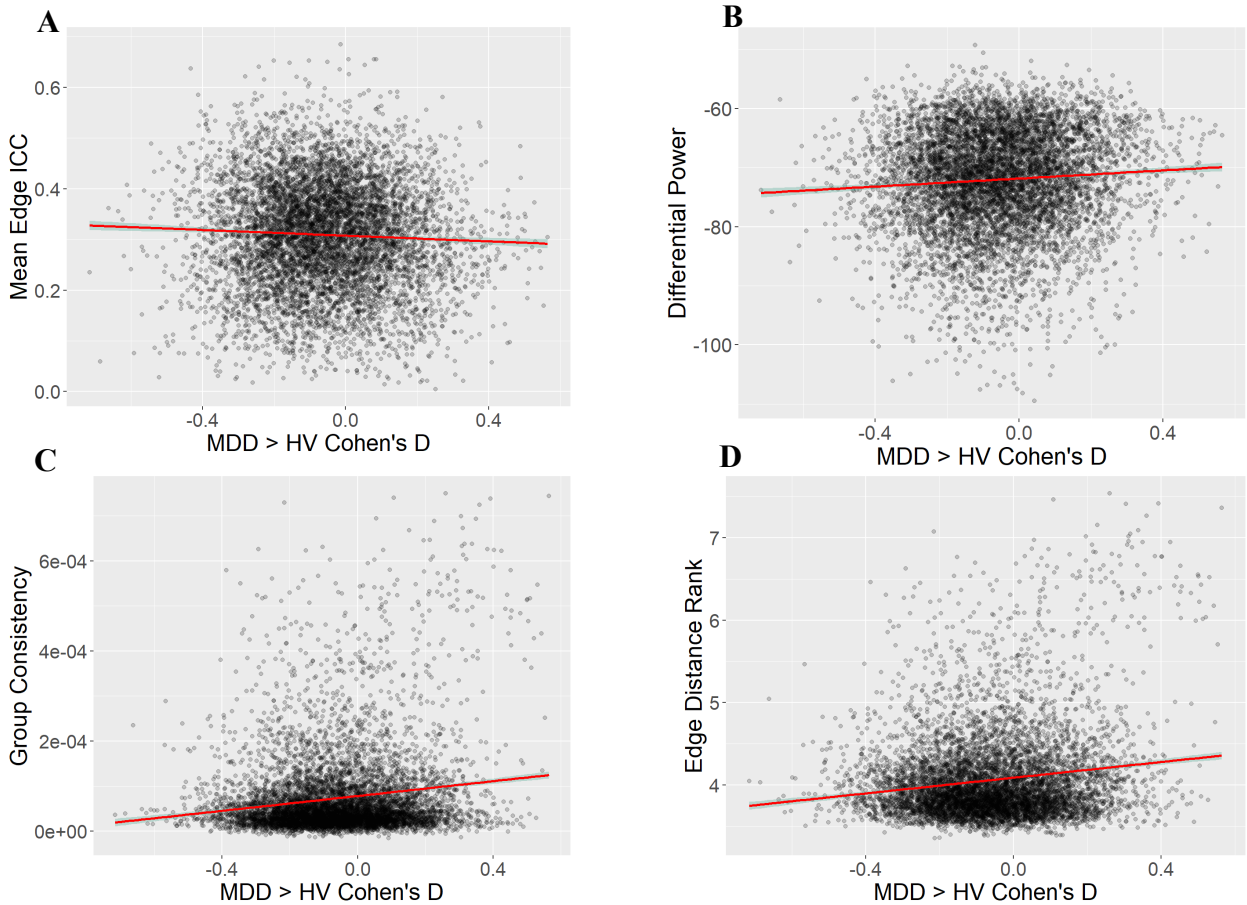 A
B
Mean Edge ICC
0.6
0.4
0.2
0.0
-0.4
0.0
0.4
MDD > HV Cohen's D
Differential Power
-60
-80
-100
-0.4
0.0
0.4
MDD > HV Cohen's D
C
D
Group Consistency
6e-04
4e-04
2e-04
0e+00
-0.4
0.0
0.4
MDD > HV Cohen's D
Edge Distance Rank
7
6
5
4
-0.4
0.0
0.4
MDD > HV Cohen's D